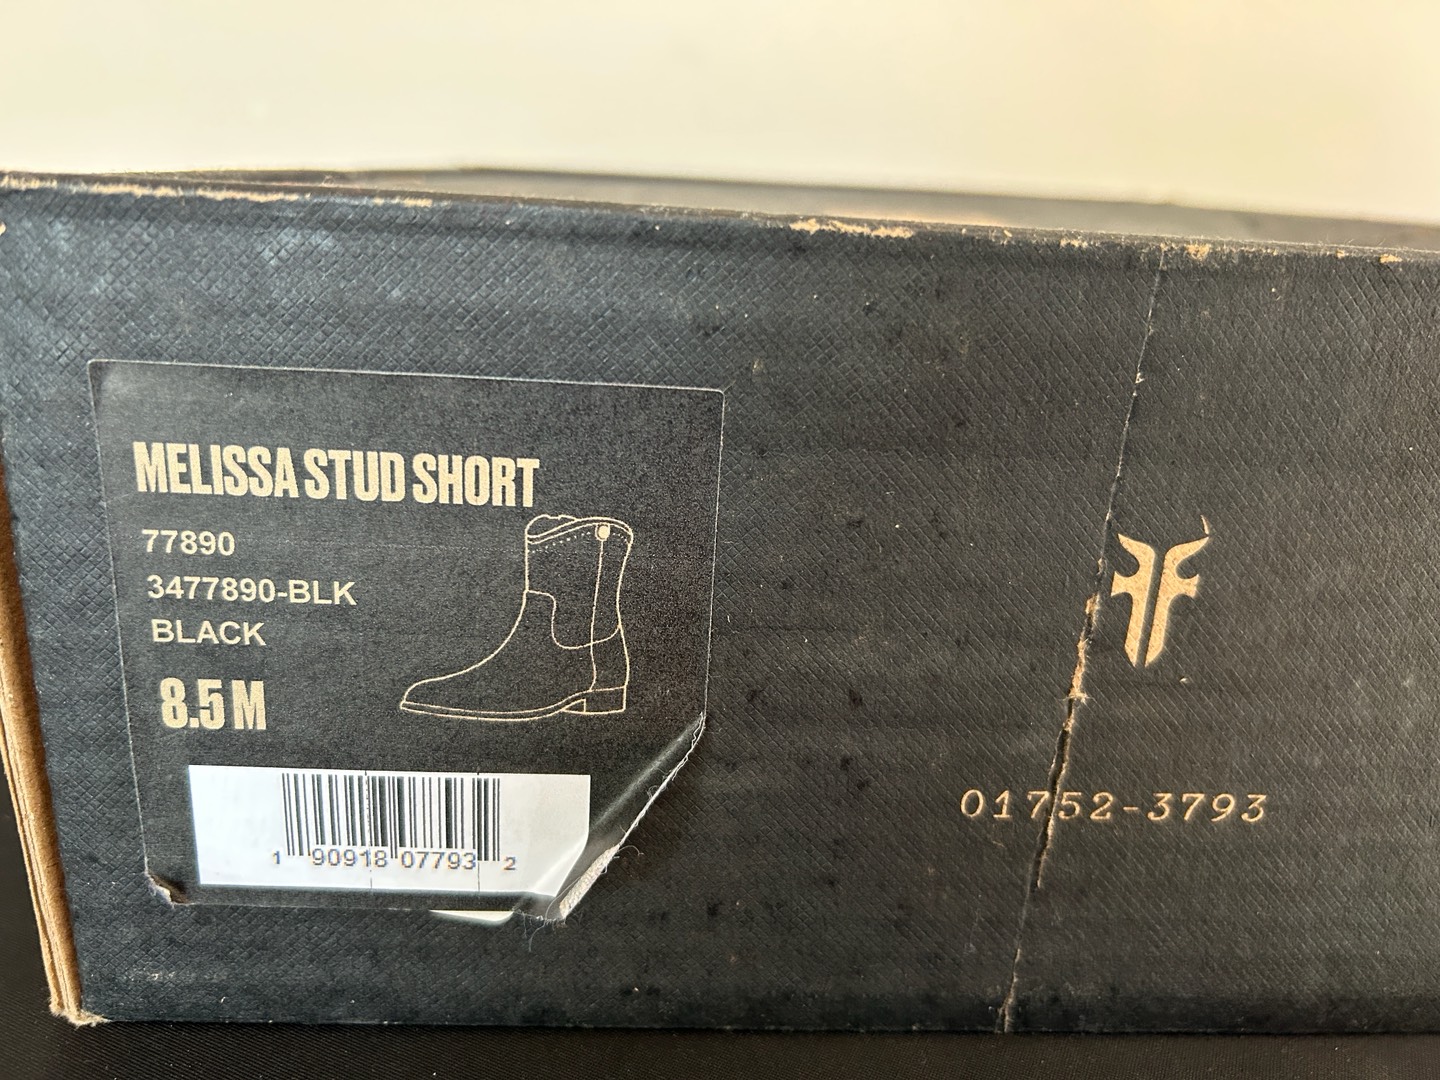 MELISSA STUD SHORT
77890
3477890-BLK
BLACK
8.5 M
1 90918 07793 2
01752-3793